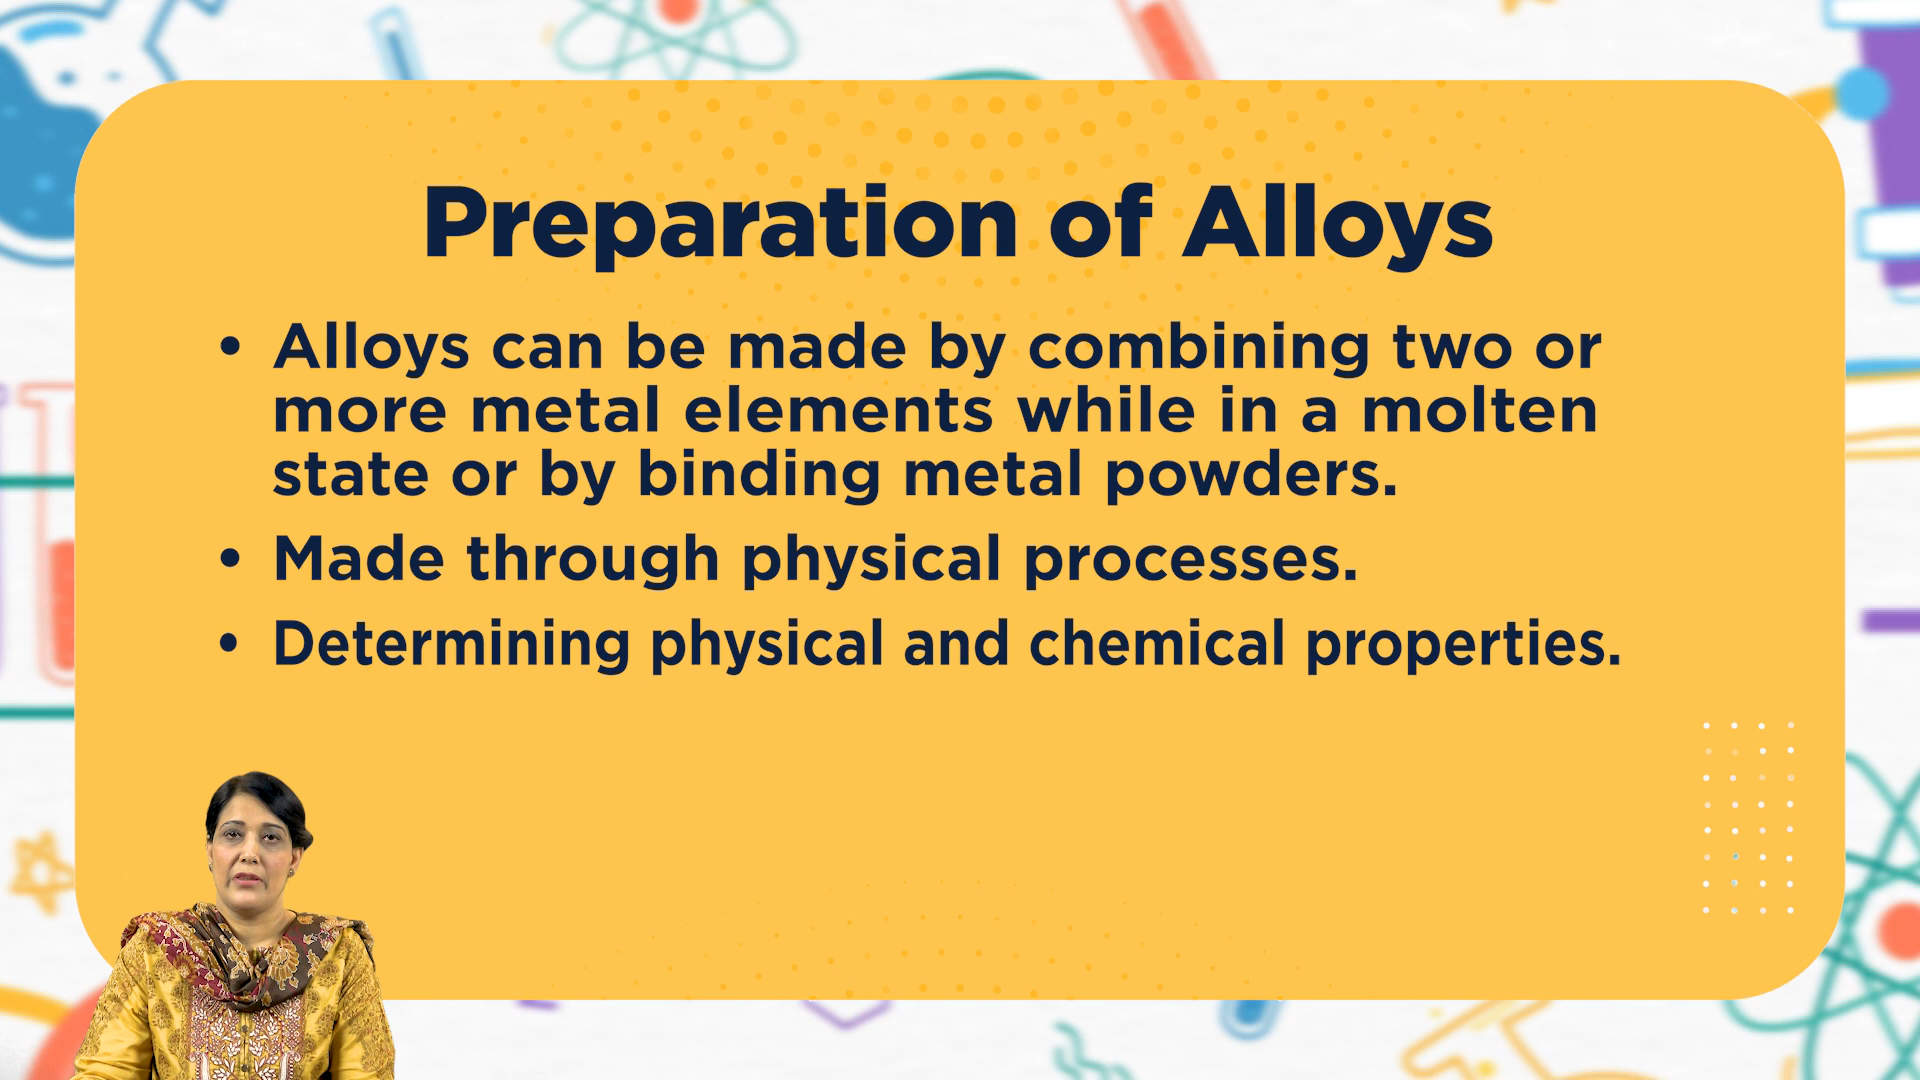 Preparation of Alloys
• Alloys can be made by combining two or
more metal elements while in a molten
state or by binding metal powders.
• Made through physical processes.
• Determining physical and chemical properties.